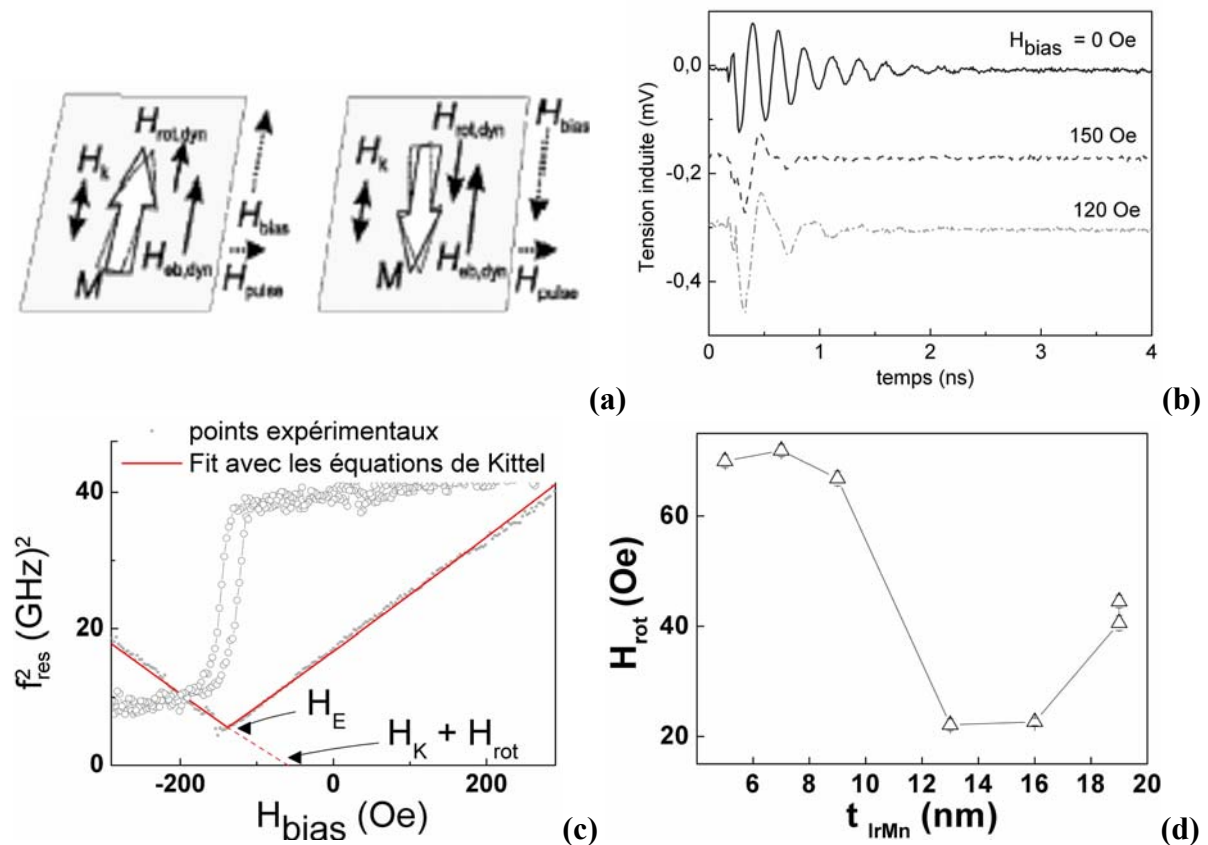 H_rot,dyn
H_k
H_bias
M
H_eb,dyn
H_pulse
H_rot,dyn
H_bias
H_k
M
H_eb,dyn
H_pulse
(a)
H_bias = 0 Oe
150 Oe
120 Oe
0,0
-0,2
-0,4
Tension induite (mV)
0 1 2 3 4
temps (ns)
(b)
points expérimentaux
Fit avec les équations de Kittel
40
20
0
f²_res (GHz)²
H_E
H_K + H_rot
-200 0 200
H_bias (Oe)
(c)
60
40
20
H_rot (Oe)
4 6 8 10 12 14 16 18 20
t_IrMn (nm)
(d)